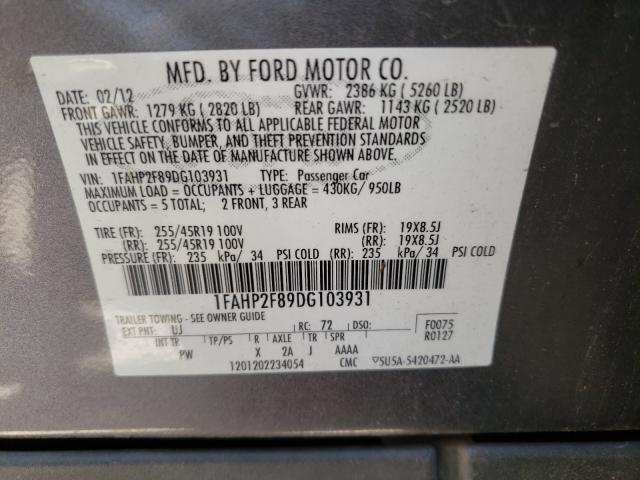 MFD. BY FORD MOTOR CO.
DATE: 02/12 GVWR: 2386 KG ( 5260 LB)
FRONT GAWR: 1279 KG ( 2820 LB) REAR GAWR: 1143 KG ( 2520 LB)
THIS VEHICLE CONFORMS TO ALL APPLICABLE FEDERAL MOTOR
VEHICLE SAFETY, BUMPER, AND THEFT PREVENTION STANDARDS
IN EFFECT ON THE DATE OF MANUFACTURE SHOWN ABOVE.
VIN: 1FAHP2F89DG103931 TYPE: Passenger Car
MAXIMUM LOAD = OCCUPANTS + LUGGAGE = 430KG/ 950LB
OCCUPANTS = 5 TOTAL; 2 FRONT, 3 REAR
TIRE (FR): 255/45R19 100V RIMS (FR): 19X8.5J
(RR): 255/45R19 100V (RR): 19X8.5J
PRESSURE (FR): 235 kPa/ 34 PSI COLD (RR): 235 kPa/ 34 PSI COLD
1FAHP2F89DG103931
TRAILER TOWING - SEE OWNER GUIDE
EXT PNT: UJ RC: 72 DSO: F0075
INT TR TP/PS R AXLE TR SPR R0127
PW X 2A J AAAA
1201202234054 CMC ▽5U5A-5420472-AA